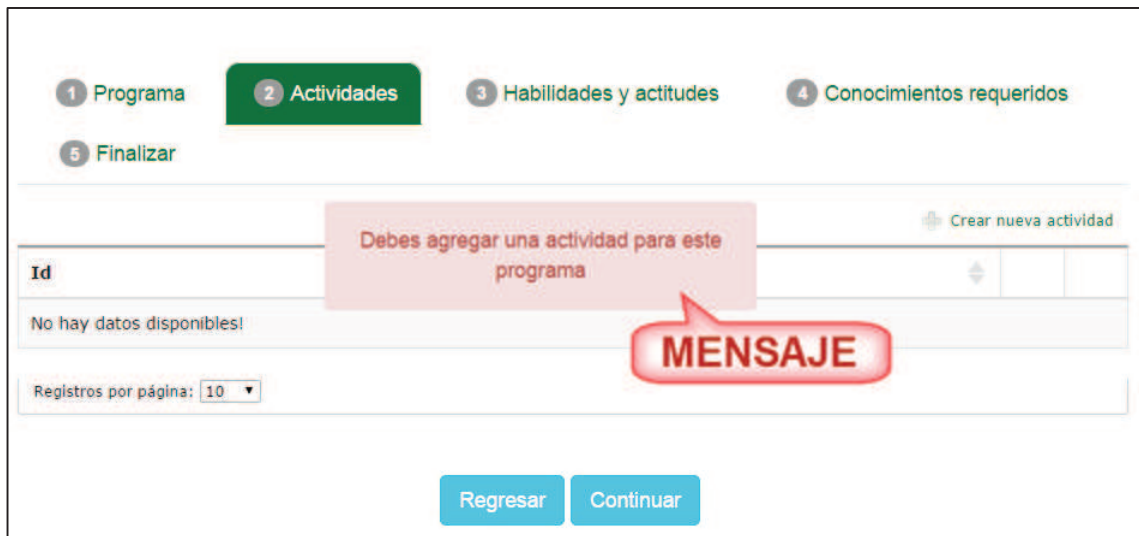 1 Programa 2 Actividades 3 Habilidades y actitudes 4 Conocimientos requeridos
5 Finalizar
Crear nueva actividad
Debes agregar una actividad para este
programa
Id
No hay datos disponibles!
MENSAJE
Registros por página: 10
Regresar Continuar